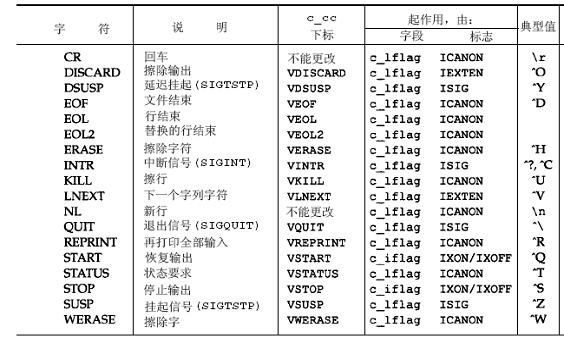 字 符 说 明 c_cc 下标 起作用，由： 字段 标志 典型值
CR 回车 不能更改 c_lflag ICANON \r
DISCARD 擦除输出 VDISCARD c_lflag IEXTEN ^O
DSUSP 延迟挂起(SIGTSTP) VDSUSP c_lflag ISIG ^Y
EOF 文件结束 VEOF c_lflag ICANON ^D
EOL 行结束 VEOL c_lflag ICANON
EOL2 替换的行结束 VEOL2 c_lflag ICANON
ERASE 擦除字符 VERASE c_lflag ICANON ^H
INTR 中断信号(SIGINT) VINTR c_lflag ISIG ^?,^C
KILL 擦行 VKILL c_lflag ICANON ^U
LNEXT 下一个字列字符 VLNEXT c_lflag IEXTEN ^V
NL 新行 不能更改 c_lflag ICANON \n
QUIT 退出信号(SIGQUIT) VQUIT c_lflag ISIG ^\
REPRINT 再打印全部输入 VREPRINT c_lflag ICANON ^R
START 恢复输出 VSTART c_iflag IXON/IXOFF ^Q
STATUS 状态要求 VSTATUS c_lflag ICANON ^T
STOP 停止输出 VSTOP c_iflag IXON/IXOFF ^S
SUSP 挂起信号(SIGTSTP) VSUSP c_lflag ISIG ^Z
WERASE 擦除字 VWERASE c_lflag ICANON ^W